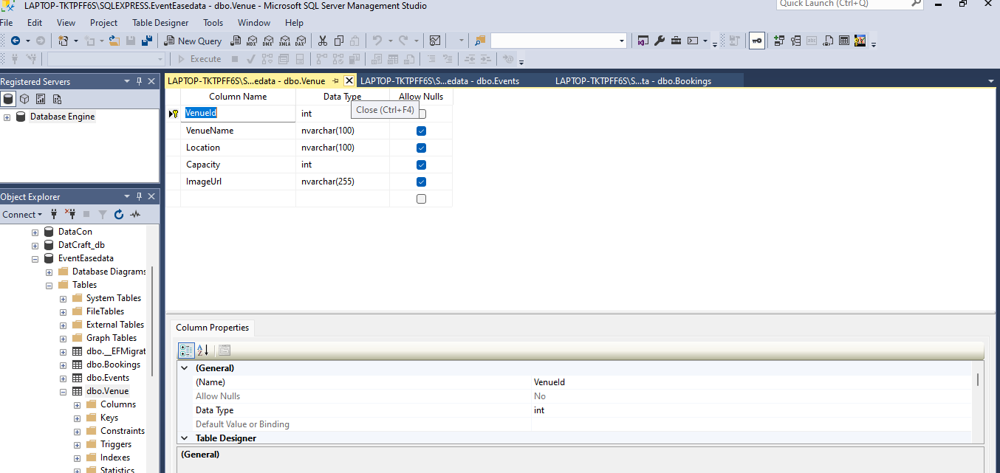 LAPTOP-TKTPFF6S\SQLEXPRESS.EventEasedata - dbo.Venue - Microsoft SQL Server Management Studio
Quick Launch (Ctrl+Q)
File Edit View Project Table Designer Tools Window Help
New Query MDX DMX XMLA DAX
Execute
Registered Servers
LAPTOP-TKTPFF6S\S...edata - dbo.Venue LAPTOP-TKTPFF6S\S...edata - dbo.Events LAPTOP-TKTPFF6S\S...ta - dbo.Bookings
Column Name Data Type Allow Nulls
Close (Ctrl+F4)
Database Engine
VenueId int
VenueName nvarchar(100)
Location nvarchar(100)
Capacity int
ImageUrl nvarchar(255)
Object Explorer
Connect
DataCon
DatCraft_db
EventEasedata
Database Diagrams
Tables
System Tables
FileTables
External Tables
Graph Tables
dbo.__EFMigrat
dbo.Bookings
dbo.Events
dbo.Venue
Columns
Keys
Constraints
Triggers
Indexes
Statistics
Column Properties
A
Z
(General)
(Name) VenueId
Allow Nulls No
Data Type int
Default Value or Binding
Table Designer
(General)